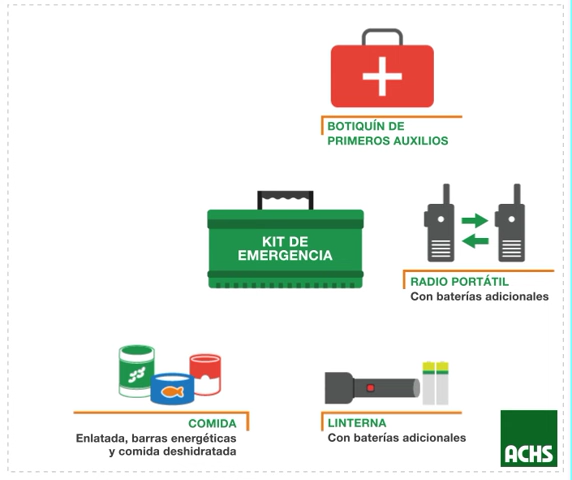 BOTIQUÍN DE
PRIMEROS AUXILIOS
KIT DE
EMERGENCIA
RADIO PORTÁTIL
Con baterías adicionales
COMIDA
Enlatada, barras energéticas
y comida deshidratada
LINTERNA
Con baterías adicionales
ACHS